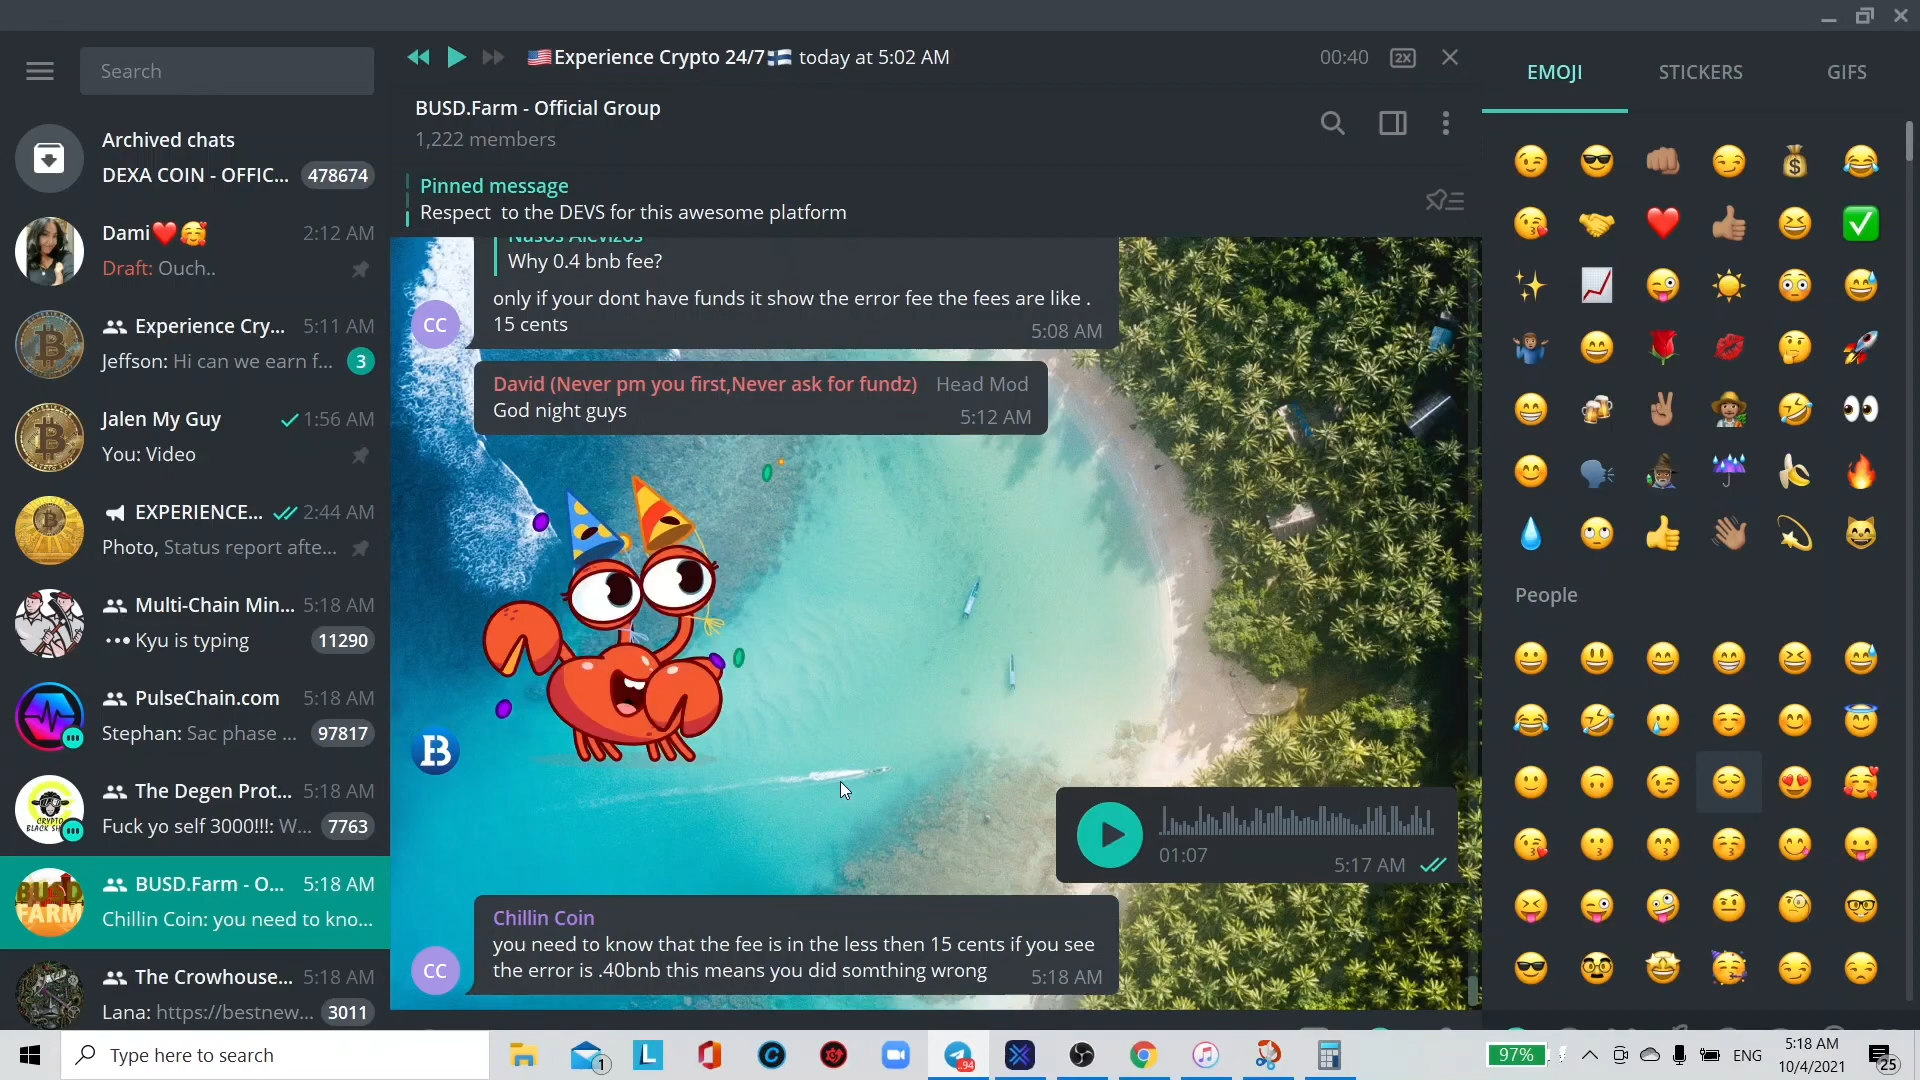 Search
Archived chats
DEXA COIN - OFFIC... 478674
Dami❤️🥰 2:12 AM
Draft: Ouch..
Experience Cry... 5:11 AM
Jeffson: Hi can we earn f... 3
Jalen My Guy 1:56 AM
You: Video
EXPERIENCE... 2:44 AM
Photo, Status report afte...
Multi-Chain Min... 5:18 AM
Kyu is typing 11290
PulseChain.com 5:18 AM
Stephan: Sac phase ... 97817
The Degen Prot... 5:18 AM
Fuck yo self 3000!!!: W... 7763
BUSD.Farm - O... 5:18 AM
Chillin Coin: you need to kno...
BUSD
FARM
The Crowhouse... 5:18 AM
Lana: https://bestnew... 3011
🇺🇸Experience Crypto 24/7🇫🇮 today at 5:02 AM
00:40 2X
BUSD.Farm - Official Group
1,222 members
Pinned message
Respect to the DEVS for this awesome platform
Nasos Alevizos
Why 0.4 bnb fee?
only if your dont have funds it show the error fee the fees are like .
15 cents
5:08 AM
CC
David (Never pm you first,Never ask for fundz) Head Mod
God night guys
5:12 AM
B
01:07
5:17 AM
Chillin Coin
you need to know that the fee is in the less then 15 cents if you see
the error is .40bnb this means you did somthing wrong
5:18 AM
CC
EMOJI STICKERS GIFS
People
Type here to search
1
L
..94
97%
ENG
5:18 AM
10/4/2021
25